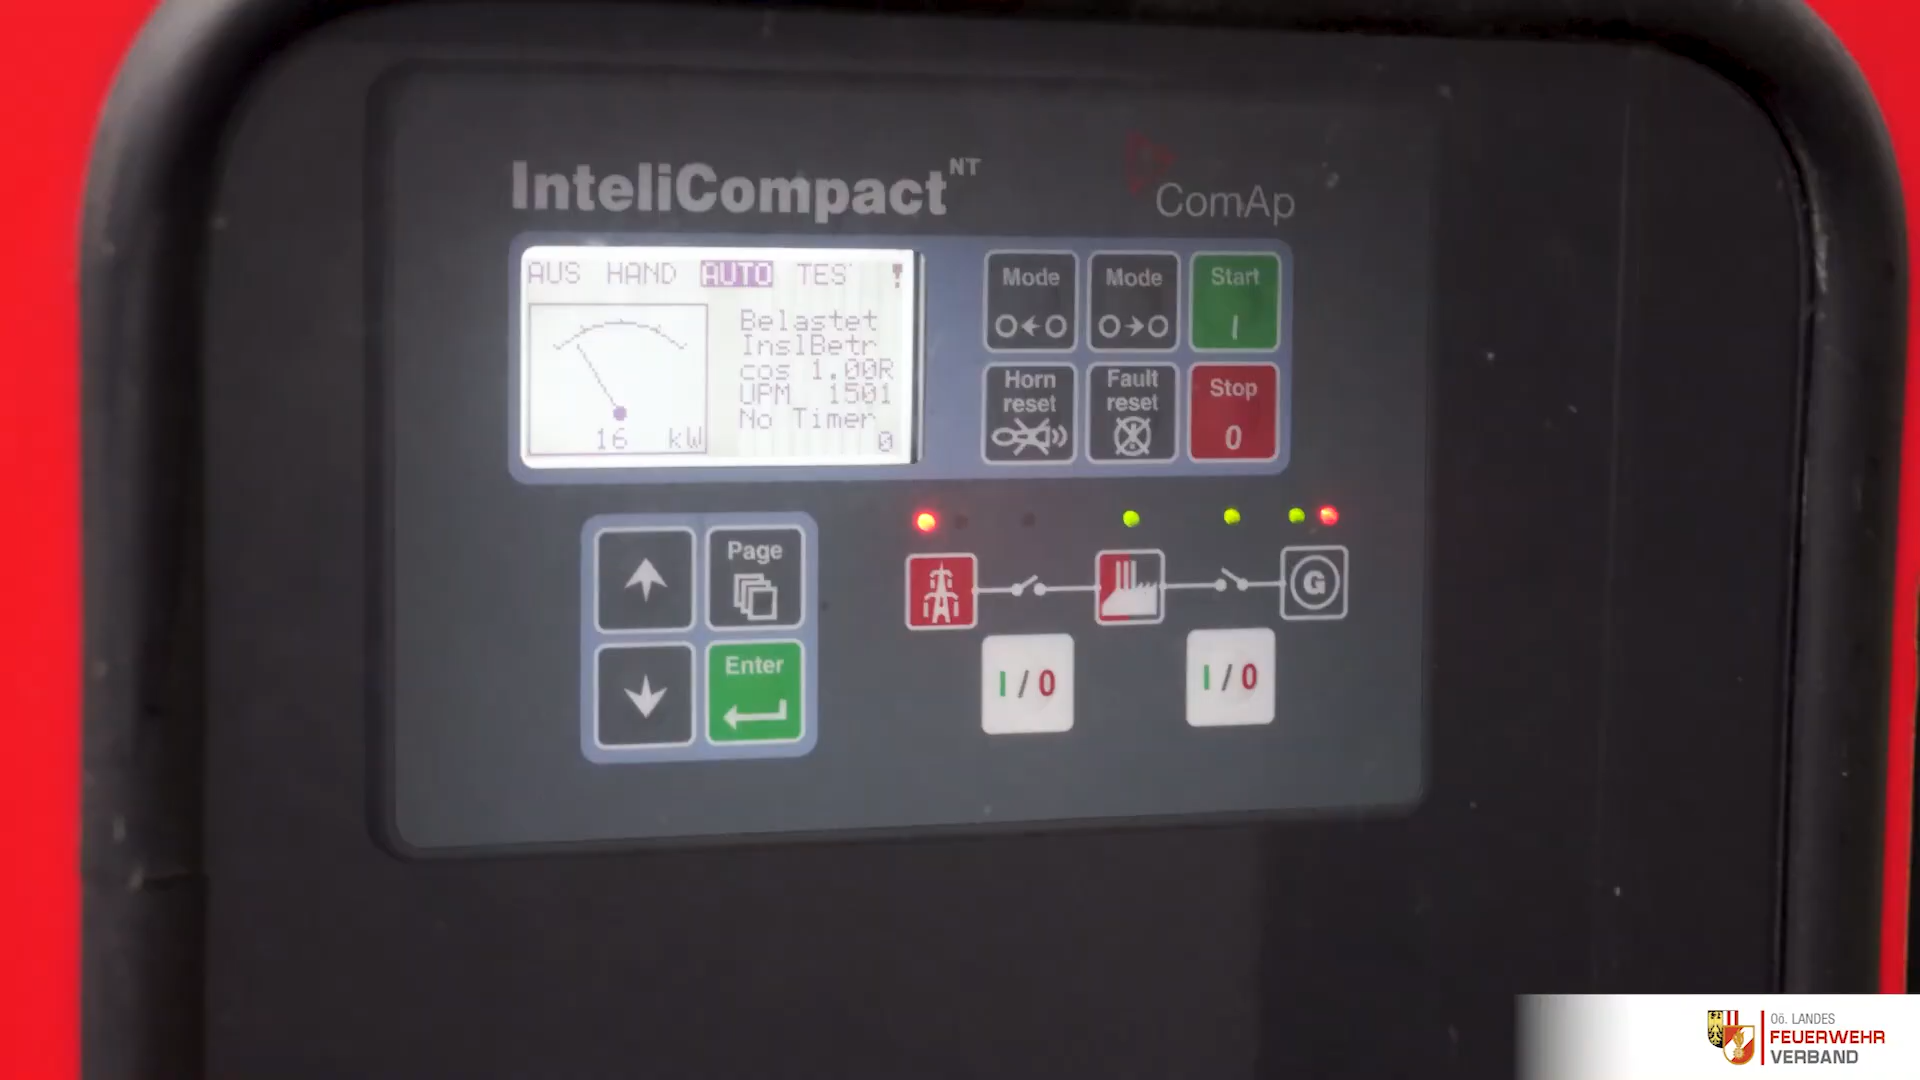 InteliCompact NT
ComAp
AUS HAND AUTO TES
Belastet
InslBetr
cos 1.00R
UPM 1501
No Timer
16 kW 0
Mode
Mode
Start
I
Horn
reset
Fault
reset
Stop
0
Page
Enter
G
I / 0
I / 0
OÖ. LANDES
FEUERWEHR
VERBAND